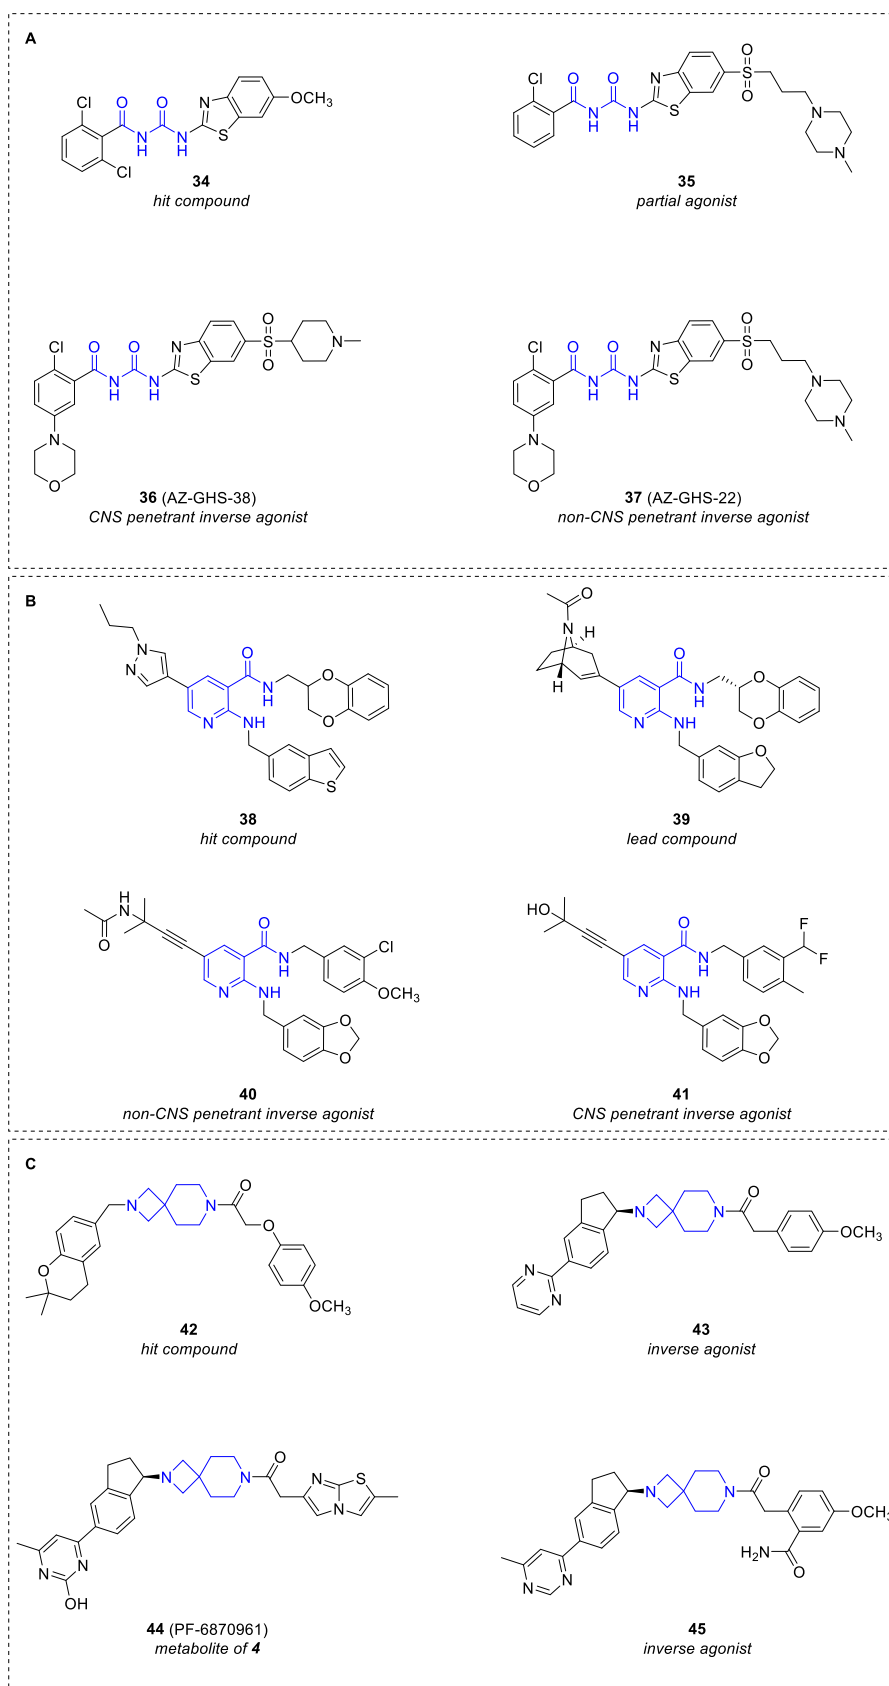 A
Cl
O
O
N
H
N
H
N
S
OCH3
Cl
34
hit compound
Cl
O
O
N
H
N
H
N
S
O
S
O
N
N
35
partial agonist
Cl
O
O
N
H
N
H
N
S
O
S
O
N
N
O
36 (AZ-GHS-38)
CNS penetrant inverse agonist
Cl
O
O
N
H
N
H
N
S
O
S
O
N
N
N
O
37 (AZ-GHS-22)
non-CNS penetrant inverse agonist
B
N
N
O
NH
O
O
N
NH
S
38
hit compound
O
N
H
H
O
NH
O
O
N
NH
O
39
lead compound
H
N
O
O
N
H
Cl
OCH3
N
NH
O
O
40
non-CNS penetrant inverse agonist
HO
O
N
H
F
F
N
NH
O
O
41
CNS penetrant inverse agonist
C
N
N
O
O
O
OCH3
42
hit compound
N
N
O
OCH3
N
N
43
inverse agonist
N
N
O
N
S
N
N
N
OH
44 (PF-6870961)
metabolite of 4
N
N
O
OCH3
H2N
O
N
N
45
inverse agonist